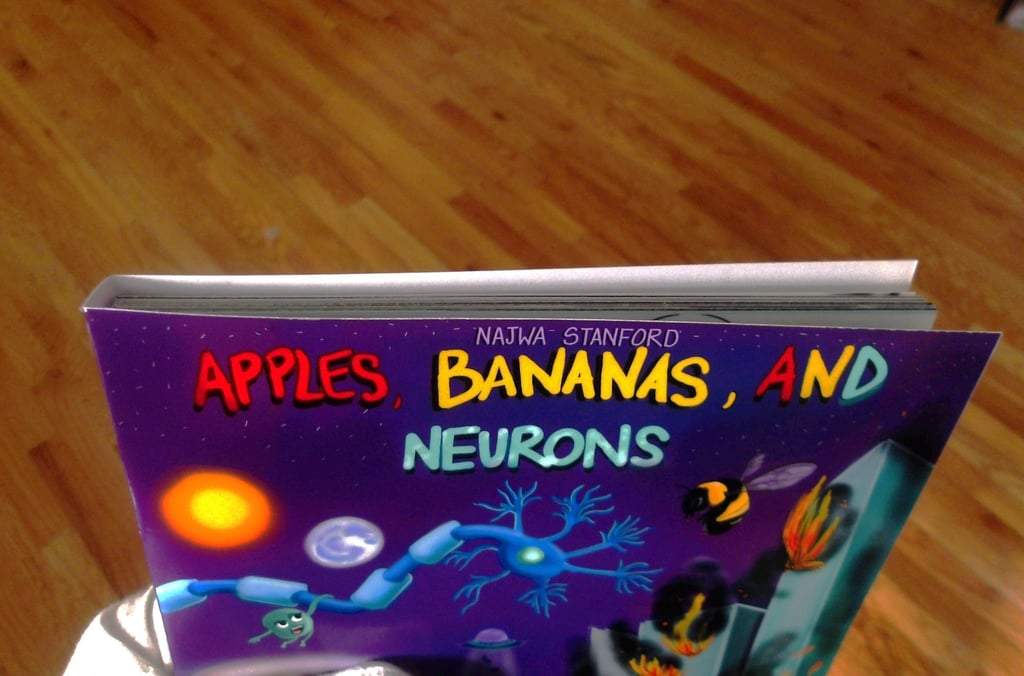 NAJWA STANFORD
APPLES, BANANAS, AND
NEURONS